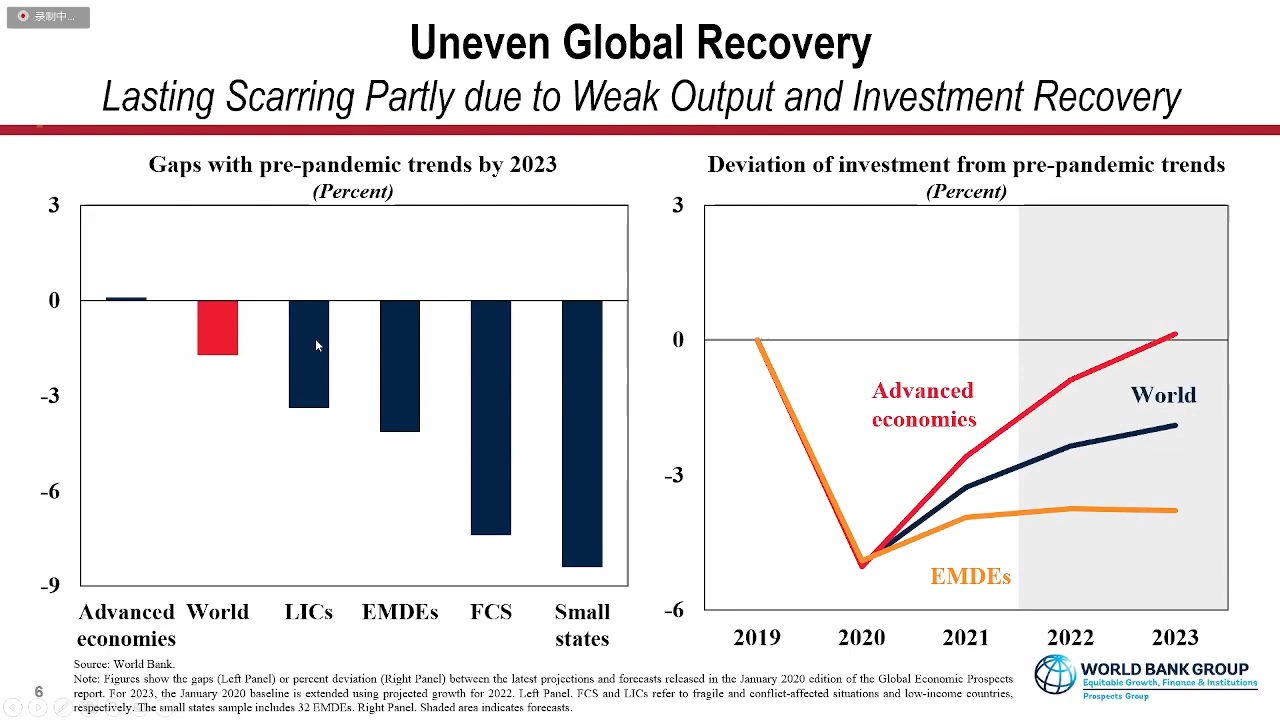 录制中...
Uneven Global Recovery
Lasting Scarring Partly due to Weak Output and Investment Recovery
Gaps with pre-pandemic trends by 2023
(Percent)
3
0
-3
-6
-9
Advanced economies
World
LICs
EMDEs
FCS
Small states
Deviation of investment from pre-pandemic trends
(Percent)
3
0
-3
-6
Advanced
economies
World
EMDEs
2019
2020
2021
2022
2023
Source: World Bank.
Note: Figures show the gaps (Left Panel) or percent deviation (Right Panel) between the latest projections and forecasts released in the January 2020 edition of the Global Economic Prospects
report. For 2023, the January 2020 baseline is extended using projected growth for 2022. Left Panel. FCS and LICs refer to fragile and conflict-affected situations and low-income countries,
respectively. The small states sample includes 32 EMDEs. Right Panel. Shaded area indicates forecasts.
6
WORLD BANK GROUP
Equitable Growth, Finance & Institutions
Prospects Group